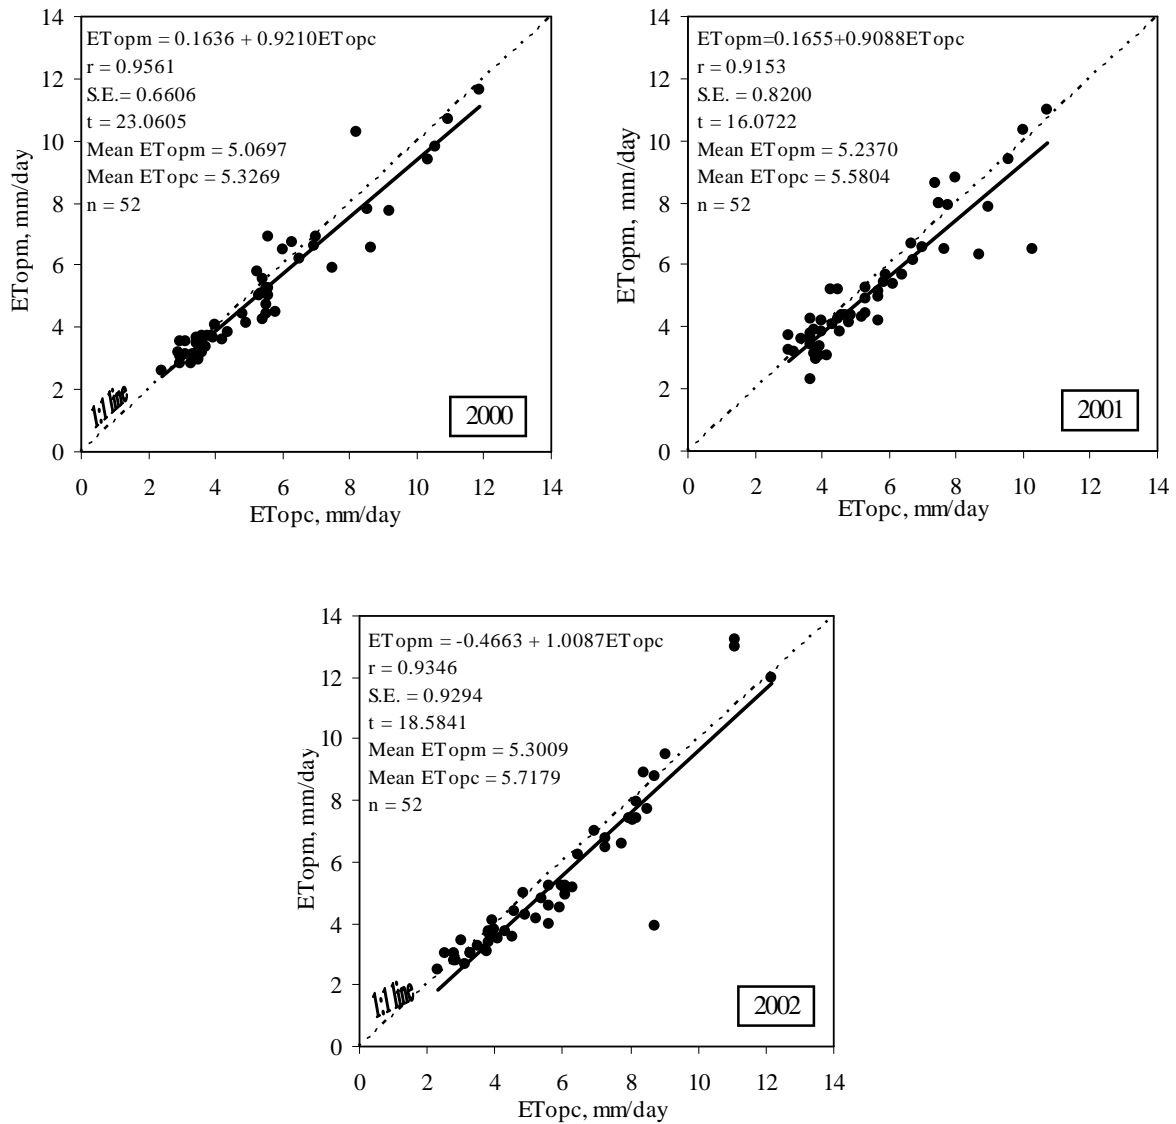 14
12
10
8
6
4
2
0
ETopm, mm/day
ETopm = 0.1636 + 0.9210ETopc
r = 0.9561
S.E.= 0.6606
t = 23.0605
Mean ETopm = 5.0697
Mean ETopc = 5.3269
n = 52
1:1 line
2000
0 2 4 6 8 10 12 14
ETopc, mm/day
14
12
10
8
6
4
2
0
ETopm, mm/day
ETopm=0.1655+0.9088ETopc
r = 0.9153
S.E. = 0.8200
t = 16.0722
Mean ETopm = 5.2370
Mean ETopc = 5.5804
n = 52
2001
0 2 4 6 8 10 12 14
ETopc, mm/day
14
12
10
8
6
4
2
0
ETopm, mm/day
ETopm = -0.4663 + 1.0087ETopc
r = 0.9346
S.E. = 0.9294
t = 18.5841
Mean ETopm = 5.3009
Mean ETopc = 5.7179
n = 52
1:1 line
2002
0 2 4 6 8 10 12 14
ETopc, mm/day